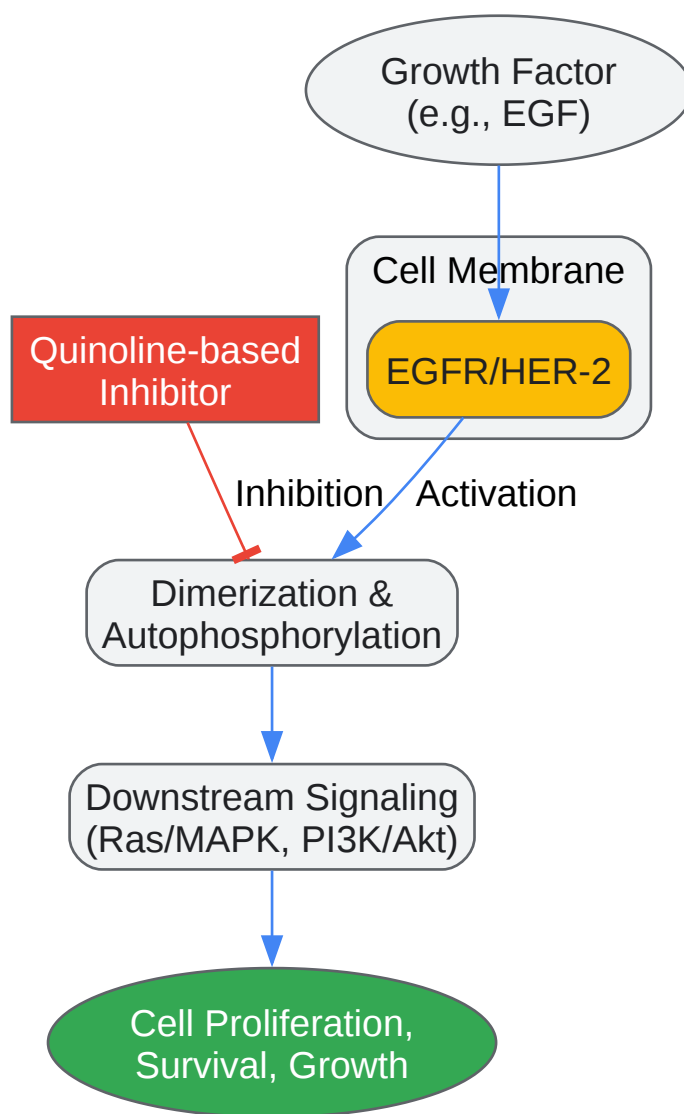 Growth Factor
(e.g., EGF)
Cell Membrane
Quinoline-based
Inhibitor
EGFR/HER-2
Inhibition
Activation
Dimerization &
Autophosphorylation
Downstream Signaling
(Ras/MAPK, PI3K/Akt)
Cell Proliferation,
Survival, Growth